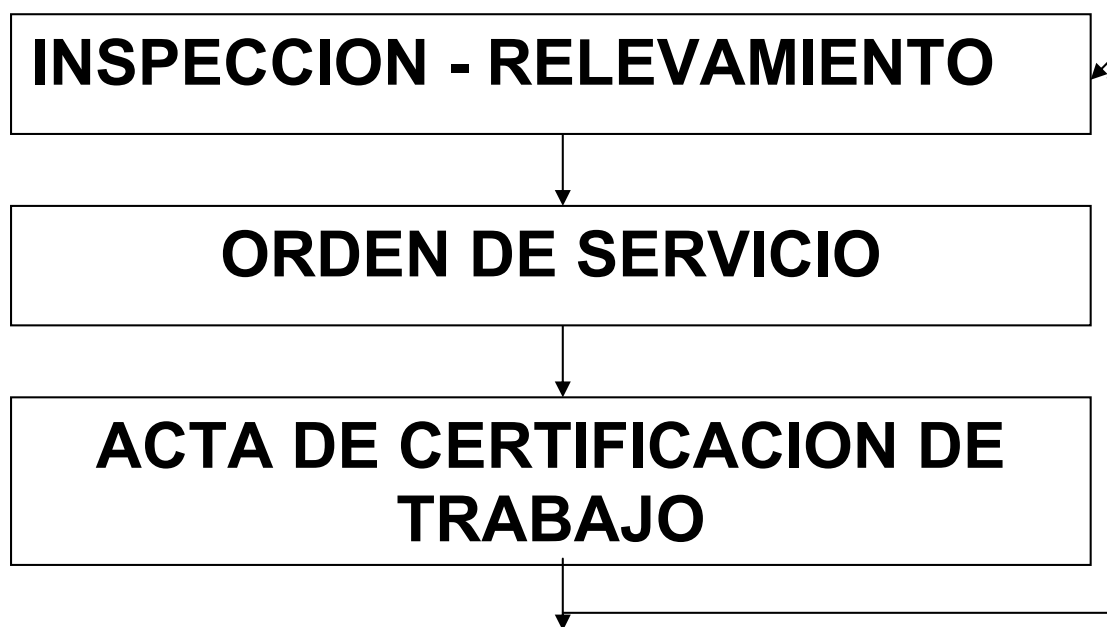 INSPECCION - RELEVAMIENTO
ORDEN DE SERVICIO
ACTA DE CERTIFICACION DE
TRABAJO